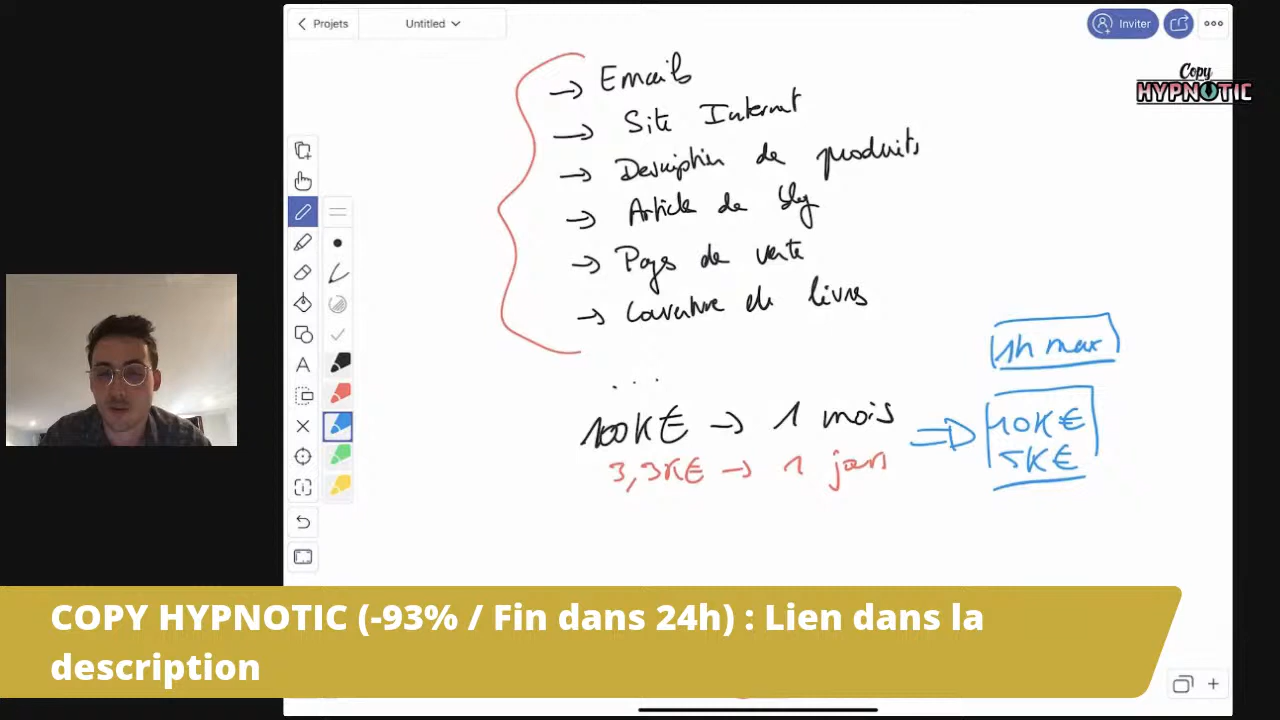 Projets
Untitled
Inviter
Copy
HYPNOTIC
→ Emails
→ Site Internet
→ Description de produits
→ Article de blog
→ Page de vente
→ Couverture de livres
...
100K€ → 1 mois
3,3K€ → 1 jours
1h max
10K€
5K€
COPY HYPNOTIC (-93% / Fin dans 24h) : Lien dans la
description